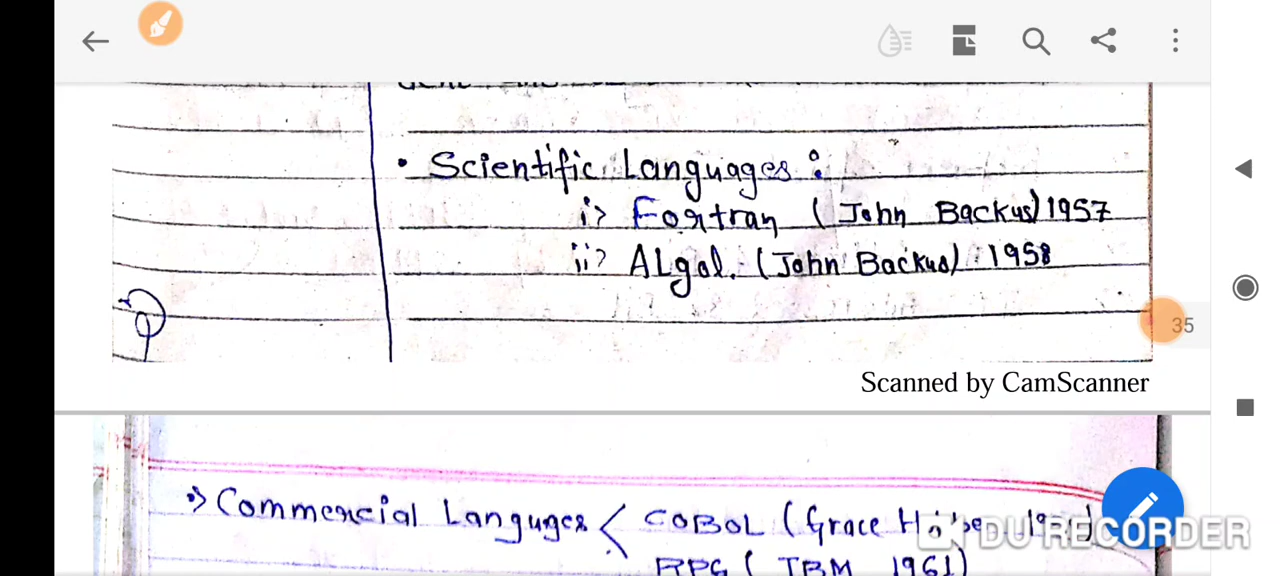 • Scientific Languages :
i> Fortran ( John Backus) 1957
ii> ALgol. (John Backus) 1958
35
Scanned by CamScanner
Commercial Languges < COBOL ( Grace
DU RECORDER
RPG ( IBM 1961)